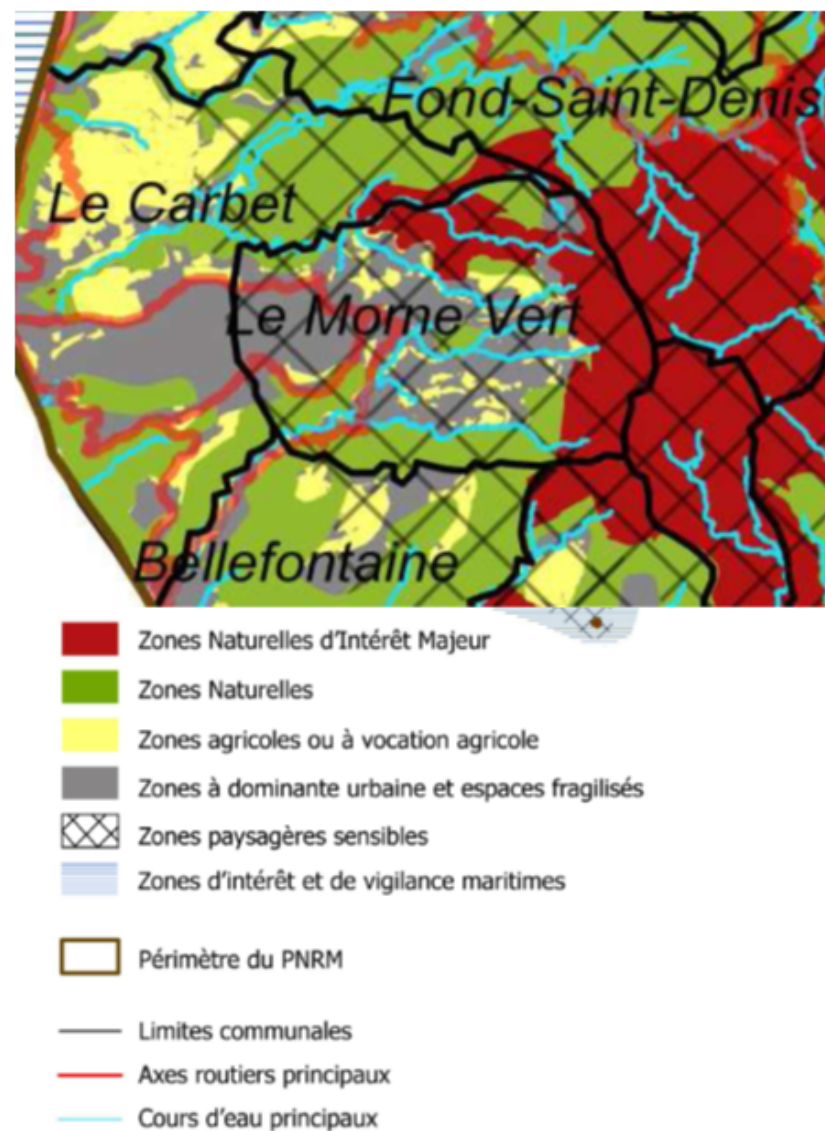 Fond-Saint-Denis
Le Carbet
Le Morne Vert
Bellefontaine
Zones Naturelles d'Intérêt Majeur
Zones Naturelles
Zones agricoles ou à vocation agricole
Zones à dominante urbaine et espaces fragilisés
Zones paysagères sensibles
Zones d'intérêt et de vigilance maritimes
Périmètre du PNRM
Limites communales
Axes routiers principaux
Cours d'eau principaux